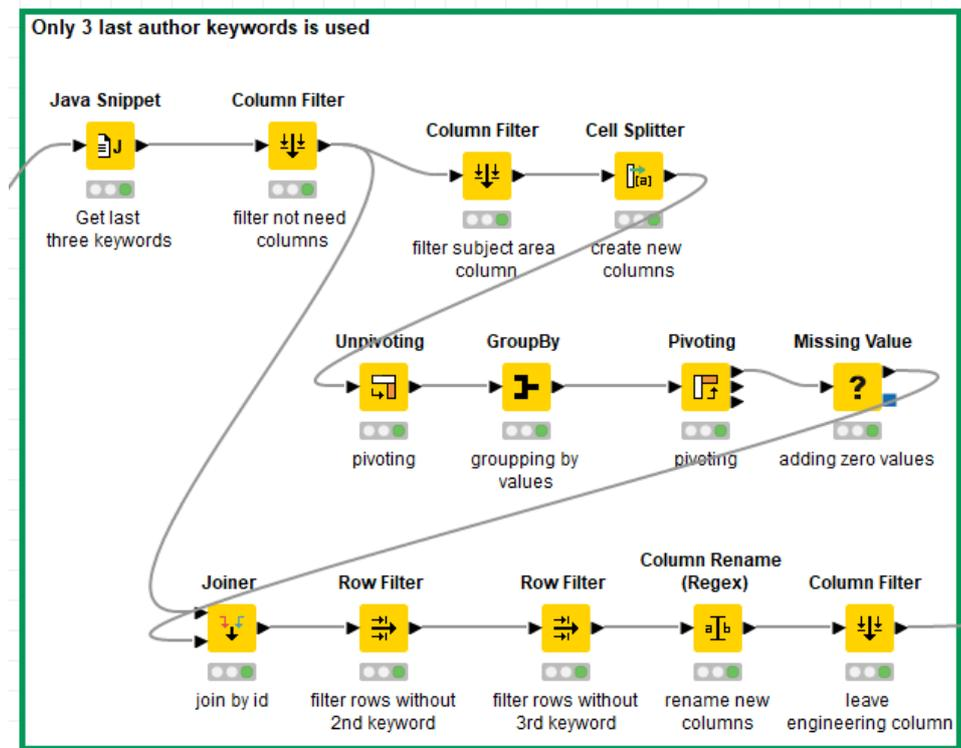 Only 3 last author keywords is used
Java Snippet
Column Filter
Column Filter
Cell Splitter
J
[a]
Get last
three keywords
filter not need
columns
filter subject area
column
create new
columns
Unpivoting
GroupBy
Pivoting
Missing Value
?
pivoting
groupping by
values
pivoting
adding zero values
Joiner
Row Filter
Row Filter
Column Rename
(Regex)
Column Filter
a b
join by id
filter rows without
2nd keyword
filter rows without
3rd keyword
rename new
columns
leave
engineering column